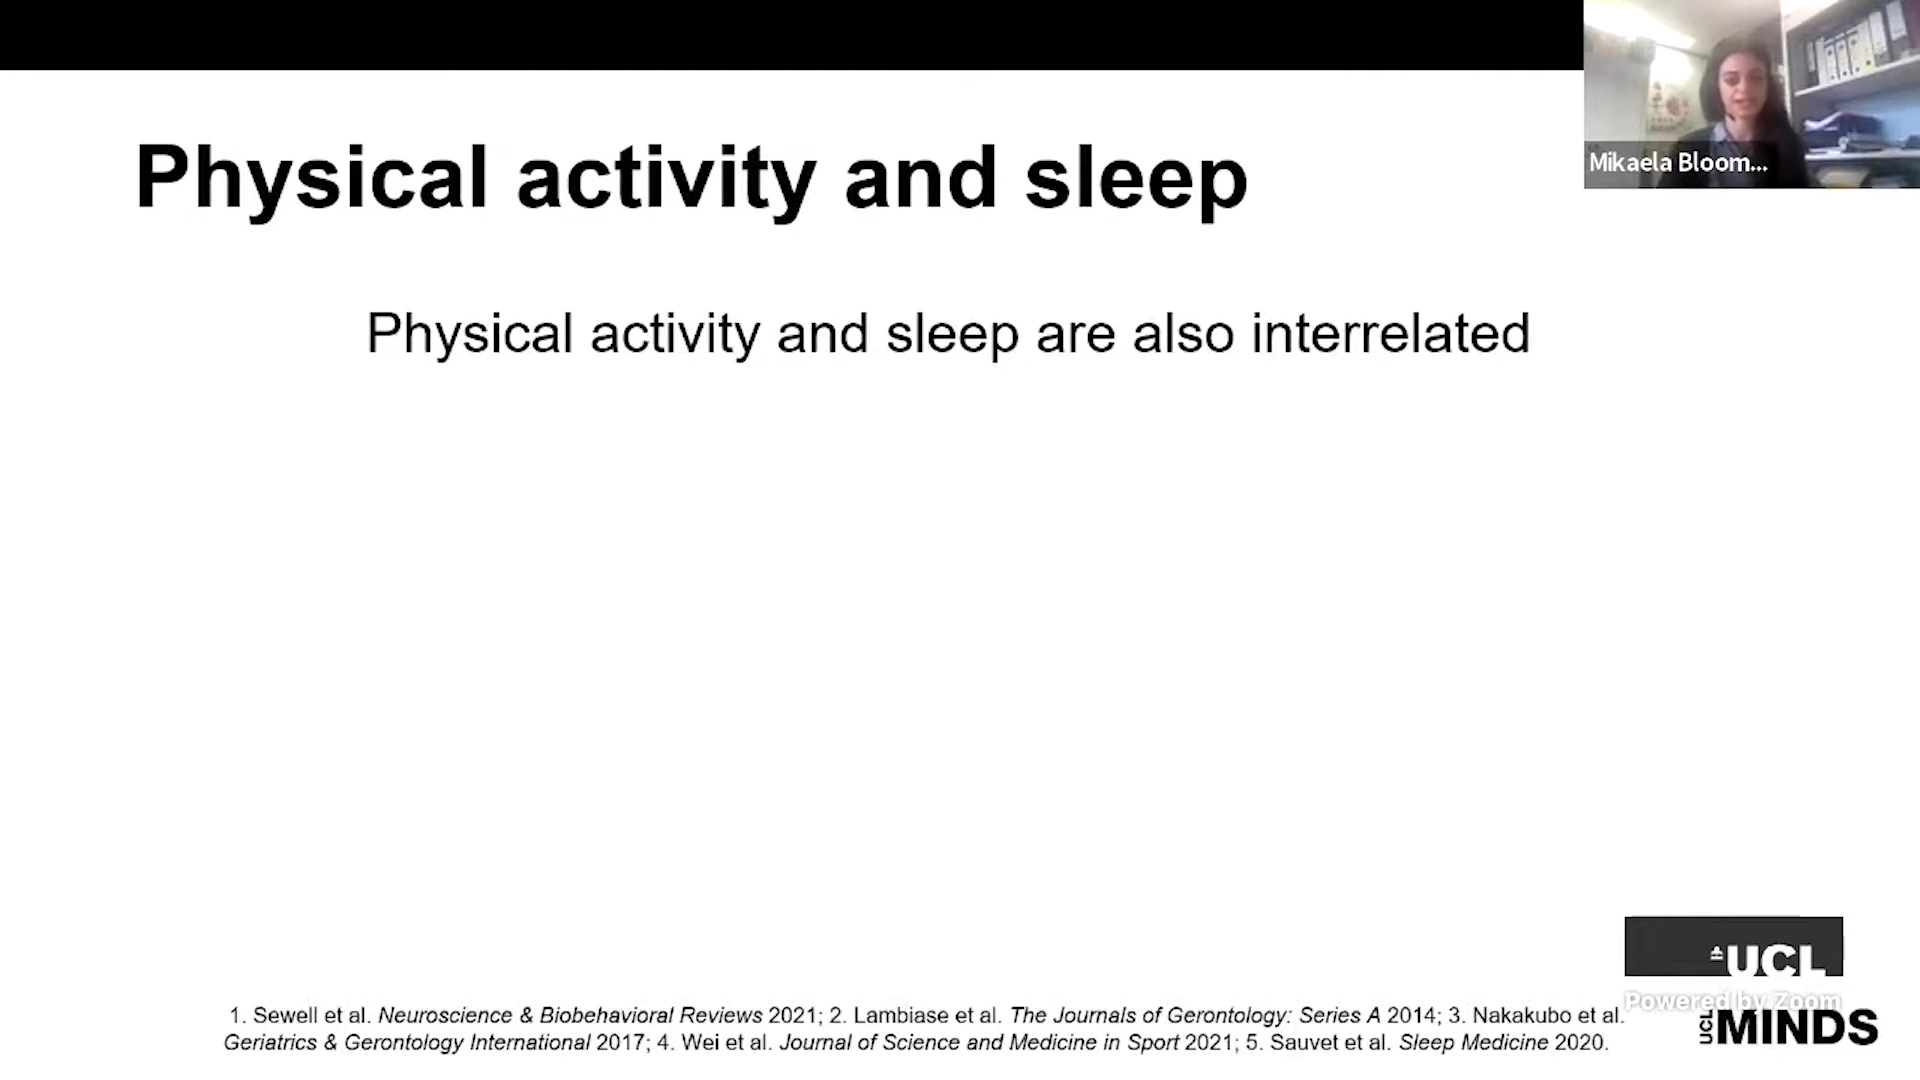 Mikaela Bloom...
Physical activity and sleep
Physical activity and sleep are also interrelated
UCL
Powered by Zoom
1. Sewell et al. Neuroscience & Biobehavioral Reviews 2021; 2. Lambiase et al. The Journals of Gerontology: Series A 2014; 3. Nakakubo et al.
Geriatrics & Gerontology International 2017; 4. Wei et al. Journal of Science and Medicine in Sport 2021; 5. Sauvet et al. Sleep Medicine 2020.
UCL MINDS